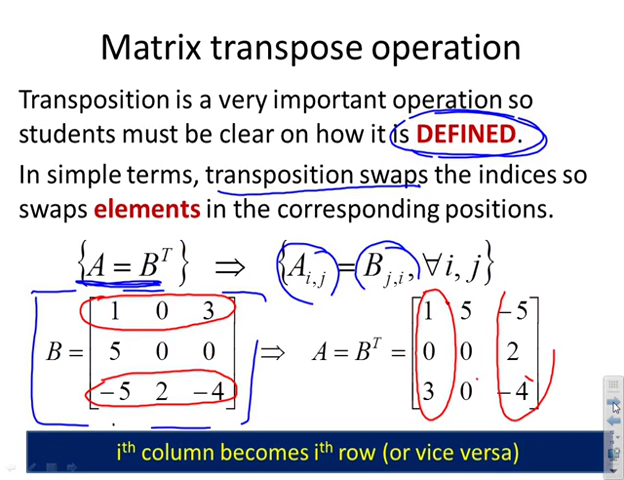 Matrix transpose operation
Transposition is a very important operation so
students must be clear on how it is DEFINED.
In simple terms, transposition swaps the indices so
swaps elements in the corresponding positions.
{A = B^T} ⇒ {A_{i,j} = B_{j,i}, ∀i, j}
B = [1 0 3; 5 0 0; −5 2 −4] ⇒ A = B^T = [1 5 −5; 0 0 2; 3 0 −4]
i^th column becomes i^th row (or vice versa)